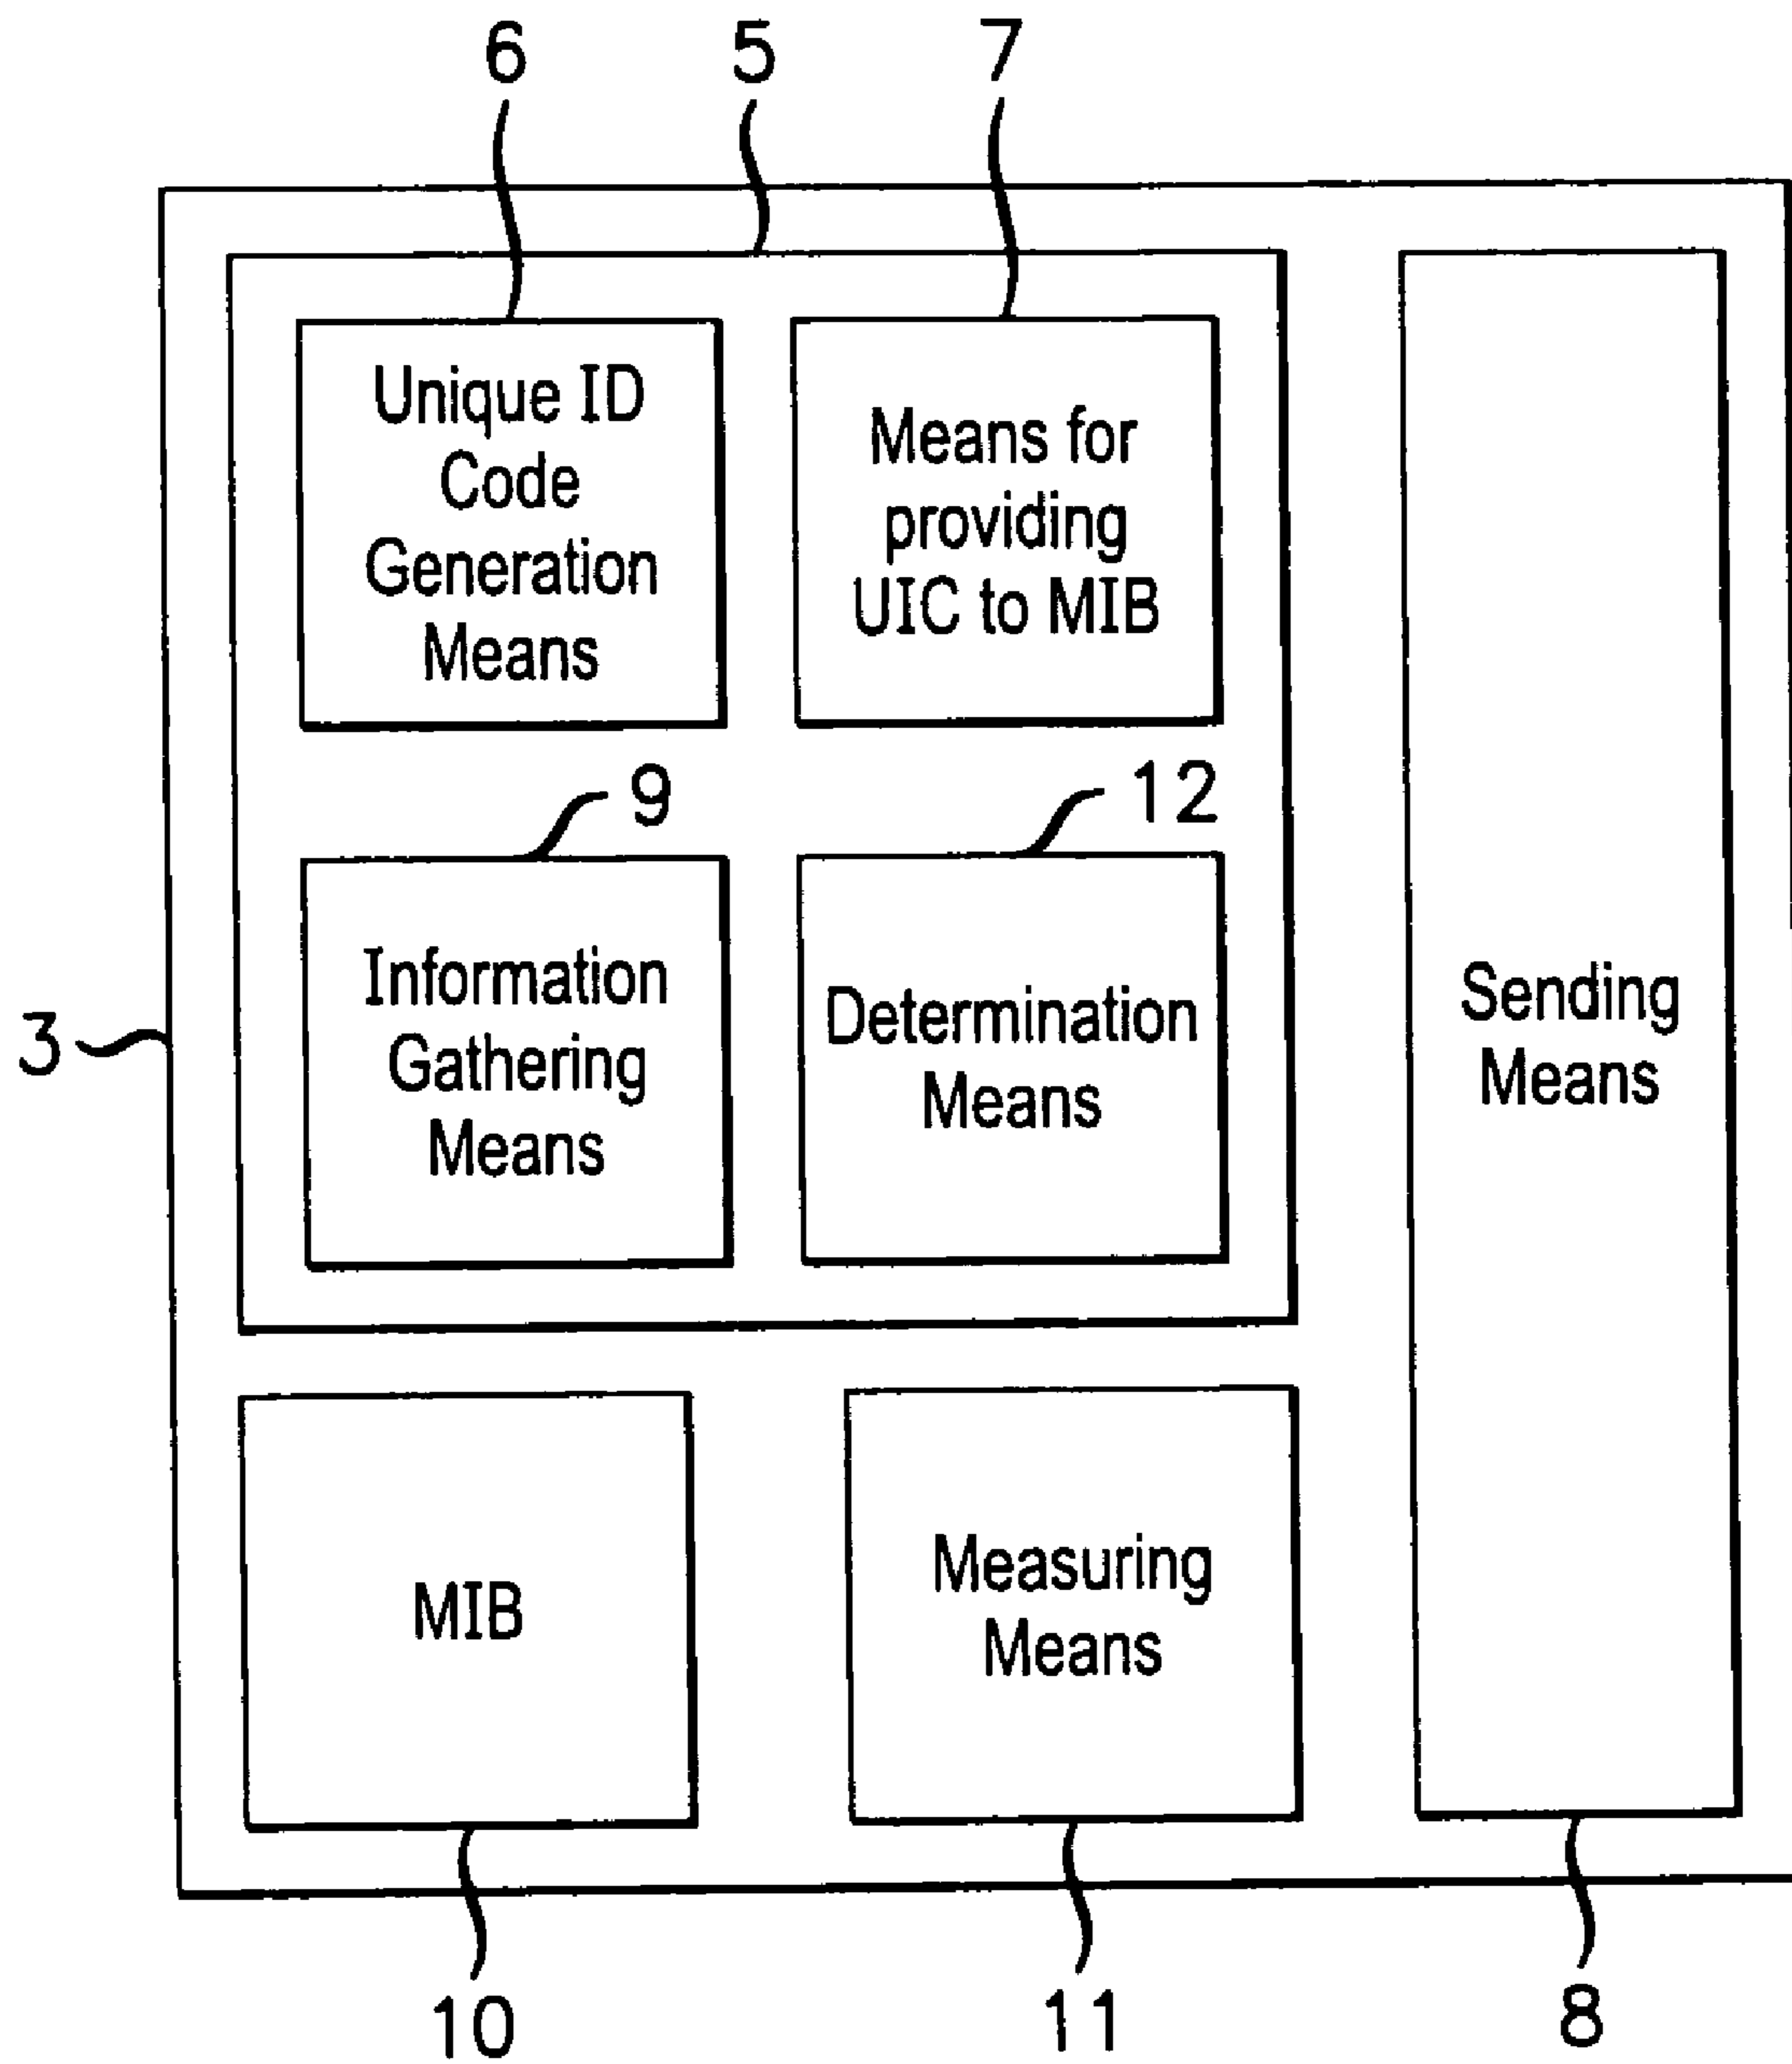 6
5
7
Unique ID
Code
Generation
Means
Means for
providing
UIC to MIB
9
12
Information
Gathering
Means
Determination
Means
Sending
Means
3
MIB
Measuring
Means
10
11
8